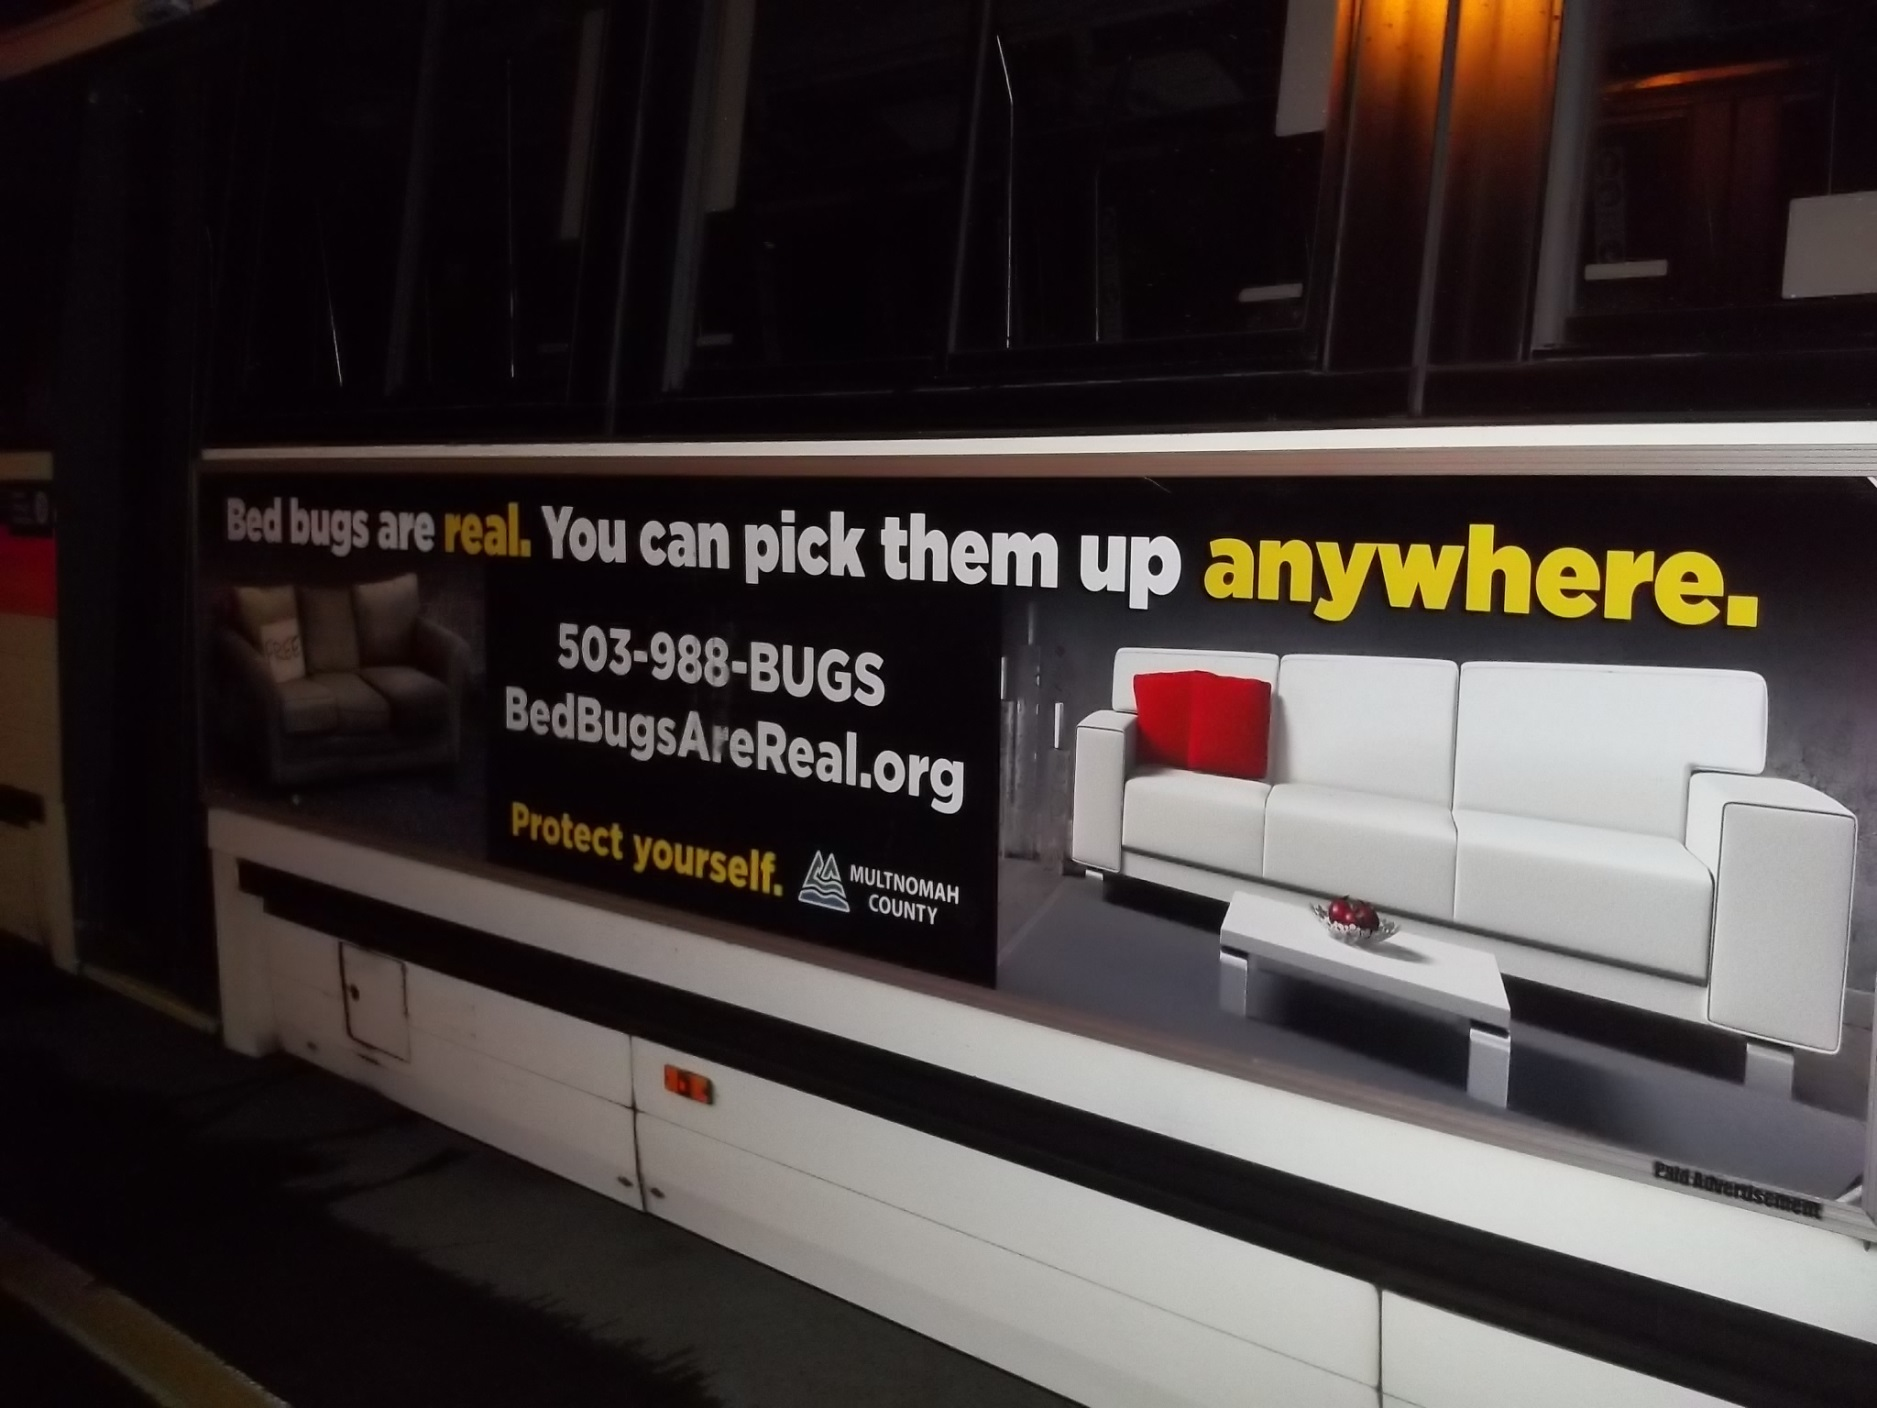 Bed bugs are real. You can pick them up anywhere.
FREE
503-988-BUGS
BedBugsAreReal.org
Protect yourself.
MULTNOMAH
COUNTY
Paid Advertisement